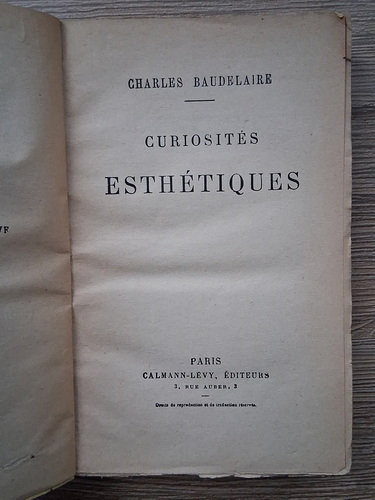 CHARLES BAUDELAIRE
CURIOSITÉS
ESTHÉTIQUES
PARIS
CALMANN-LÉVY, ÉDITEURS
3, RUE AUBER, 3
Droits de reproduction et de traduction réservés.